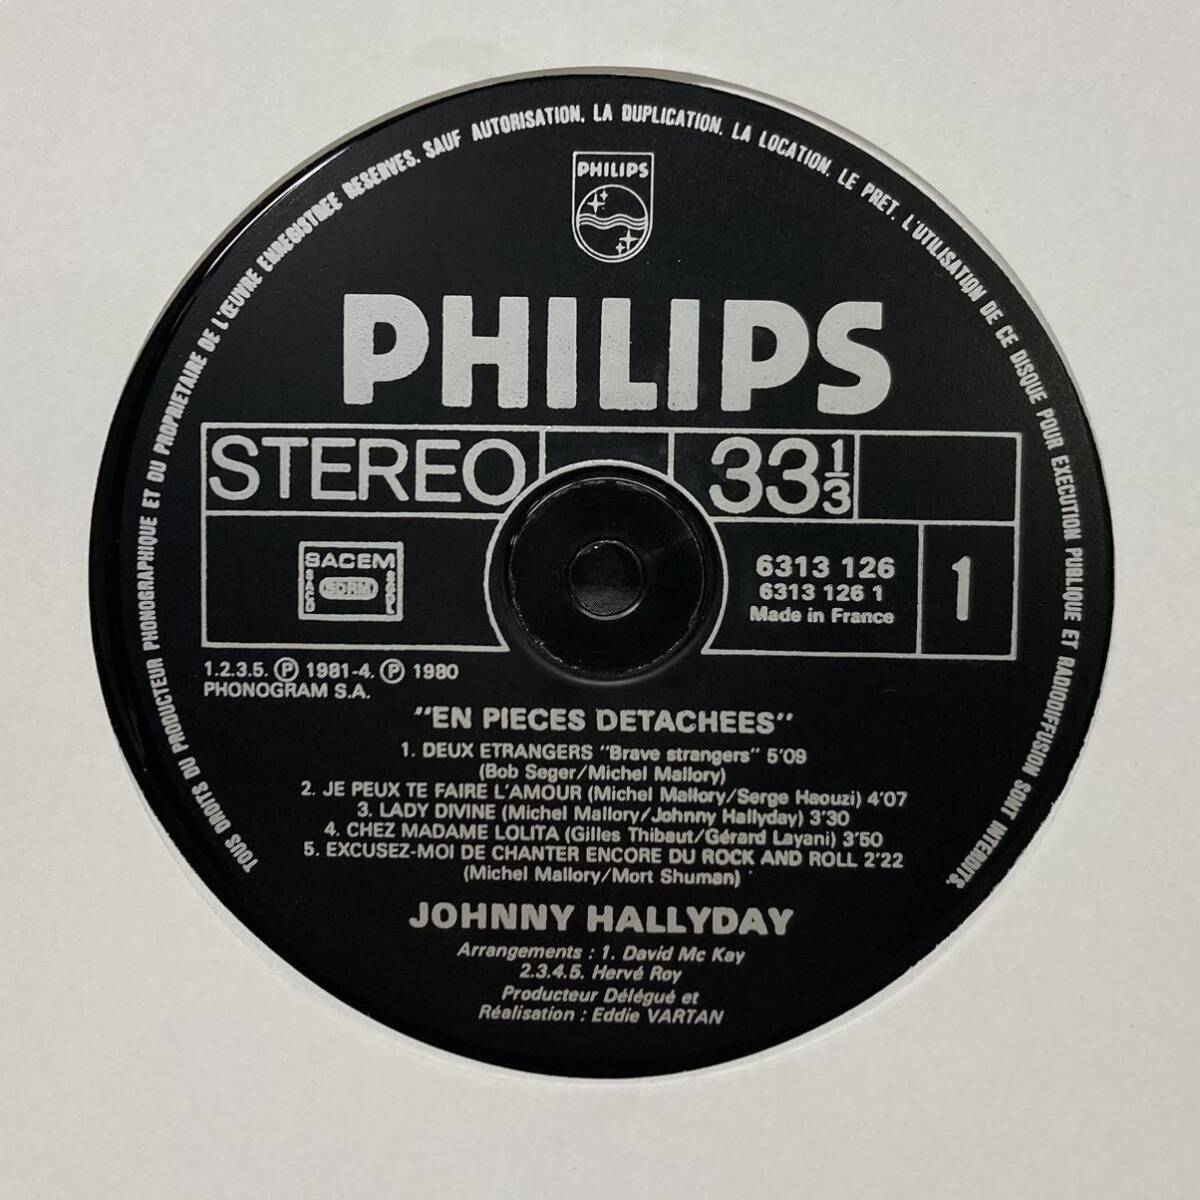 TOUS DROITS DU PRODUCTEUR PHONOGRAPHIQUE ET DU PROPRIETAIRE DE L'ŒUVRE ENREGISTREE RESERVES. SAUF AUTORISATION, LA DUPLICATION, LA LOCATION, LE PRET, L'UTILISATION DE CE DISQUE POUR EXECUTION PUBLIQUE ET RADIODIFFUSION SONT INTERDITS.
PHILIPS
PHILIPS
STEREO
33 1/3
SACEM
6313 126
6313 126 1
Made in France
1
1.2.3.5. ℗ 1981-4. ℗ 1980
PHONOGRAM S.A.
"EN PIECES DETACHEES"
1. DEUX ETRANGERS "Brave strangers" 5'09
(Bob Seger/Michel Mallory)
2. JE PEUX TE FAIRE L'AMOUR (Michel Mallory/Serge Haouzi) 4'07
3. LADY DIVINE (Michel Mallory/Johnny Hallyday) 3'30
4. CHEZ MADAME LOLITA (Gilles Thibaut/Gérard Layani) 3'50
5. EXCUSEZ-MOI DE CHANTER ENCORE DU ROCK AND ROLL 2'22
(Michel Mallory/Mort Shuman)
JOHNNY HALLYDAY
Arrangements : 1. David Mc Kay
2.3.4.5. Hervé Roy
Producteur Délégué et
Réalisation : Eddie VARTAN